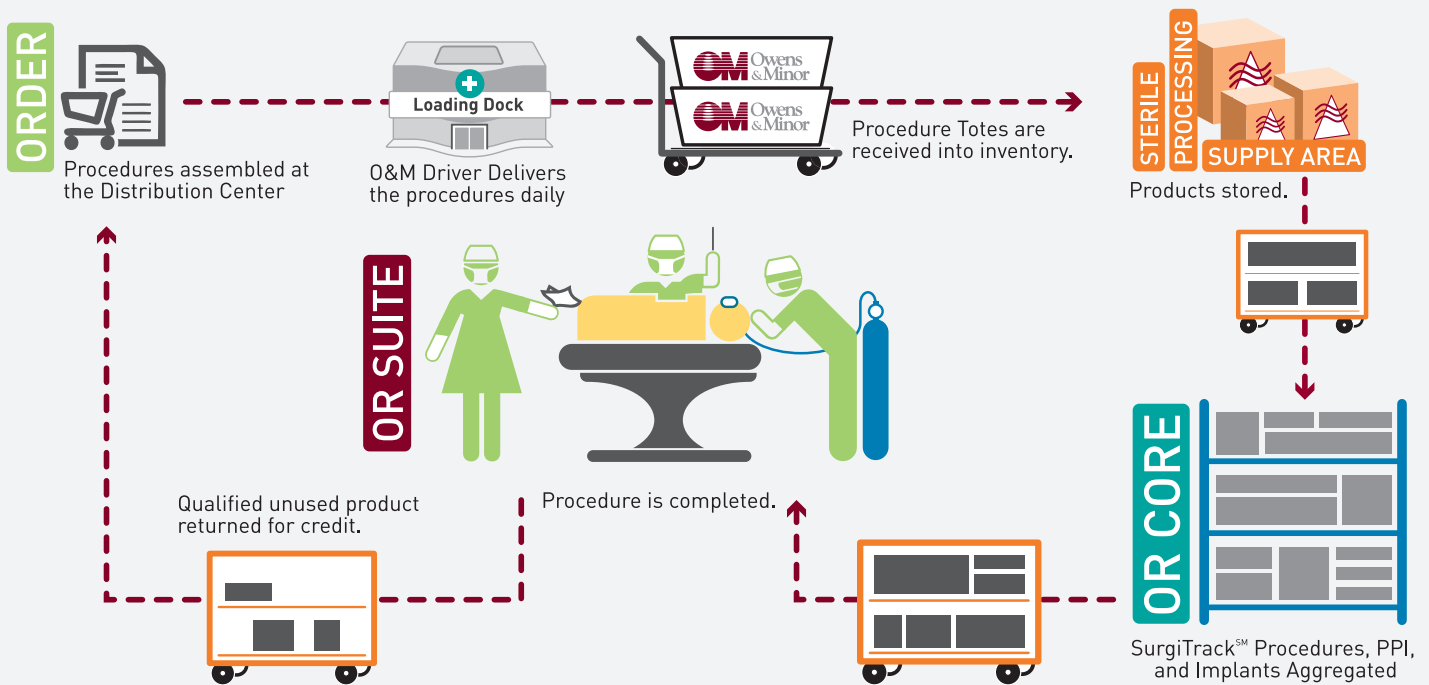 ORDER
Procedures assembled at
the Distribution Center
Loading Dock
O&M Driver Delivers
the procedures daily
OM Owens
& Minor
OM Owens
& Minor
Procedure Totes are
received into inventory.
STERILE
PROCESSING
SUPPLY AREA
Products stored.
OR SUITE
Procedure is completed.
Qualified unused product
returned for credit.
OR CORE
SurgiTrack℠ Procedures, PPI,
and Implants Aggregated